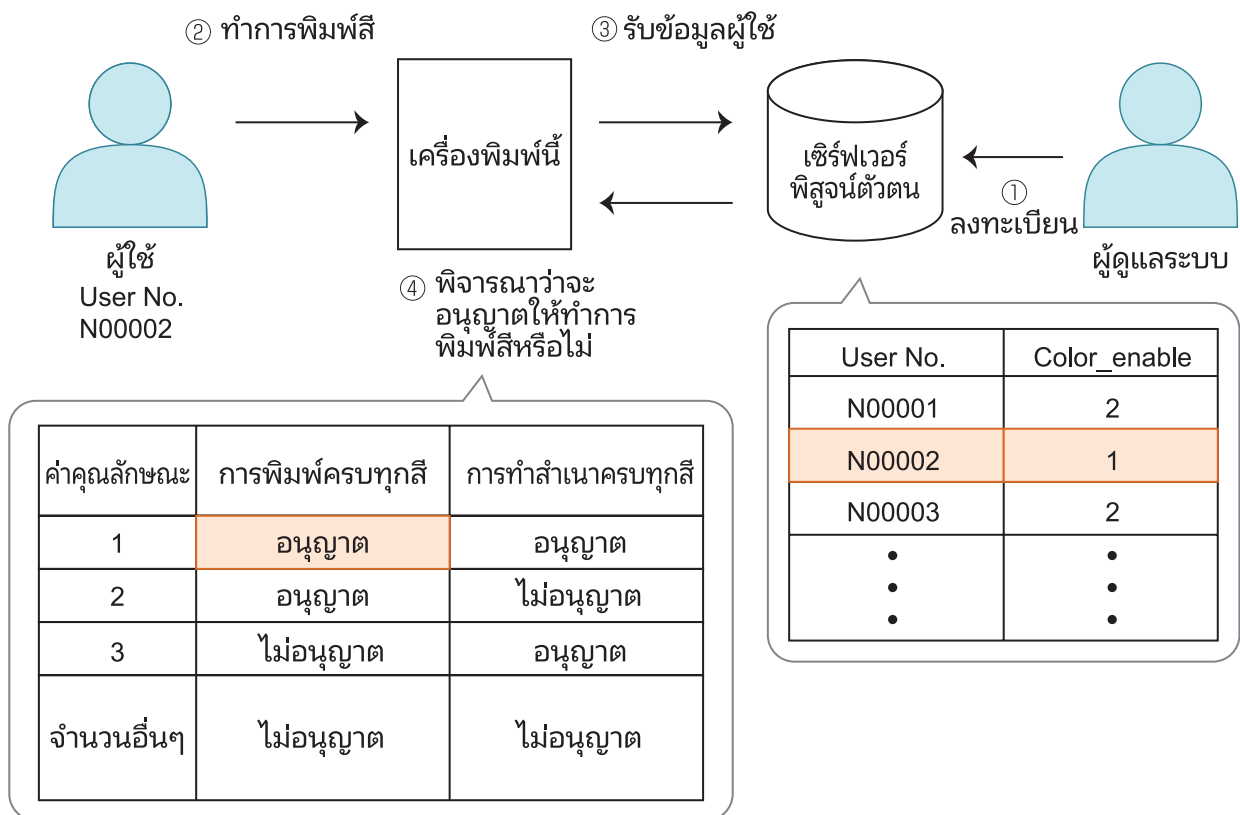 ② ทำการพิมพ์สี
③ รับข้อมูลผู้ใช้
เครื่องพิมพ์นี้
เซิร์ฟเวอร์
พิสูจน์ตัวตน
①
ลงทะเบียน
ผู้ใช้
User No.
N00002
ผู้ดูแลระบบ
④ พิจารณาว่าจะ
อนุญาตให้ทำการ
พิมพ์สีหรือไม่
User No. Color_enable
N00001 2
N00002 1
N00003 2
ค่าคุณลักษณะ การพิมพ์ครบทุกสี การทำสำเนาครบทุกสี
1 อนุญาต อนุญาต
2 อนุญาต ไม่อนุญาต
3 ไม่อนุญาต อนุญาต
จำนวนอื่นๆ ไม่อนุญาต ไม่อนุญาต